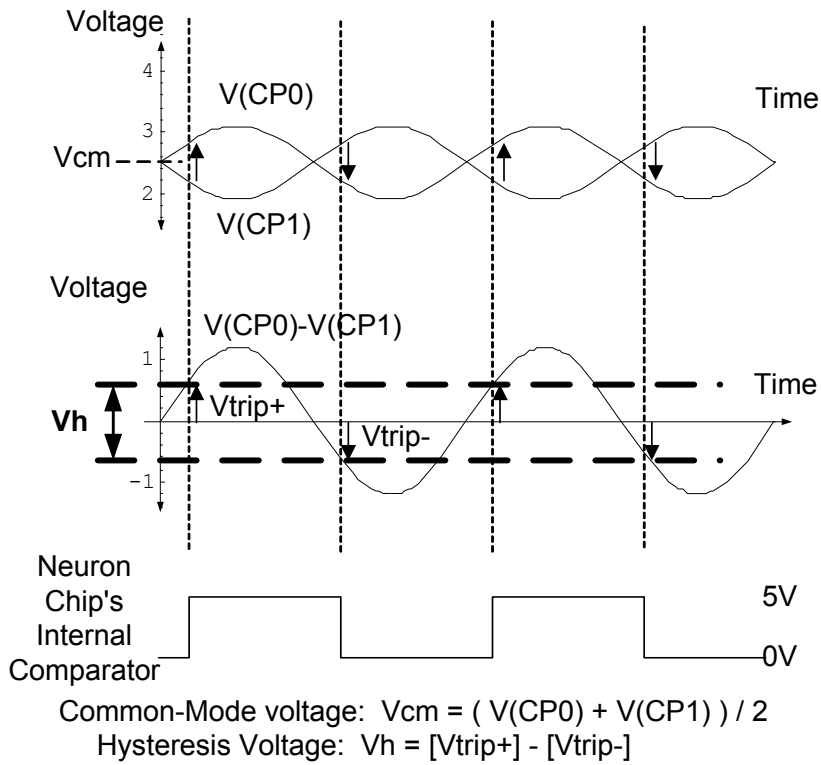 Voltage
4
V(CP0)
Time
3
Vcm
2
V(CP1)
Voltage
V(CP0)-V(CP1)
1
Time
Vtrip+
Vh
Vtrip-
-1
Neuron
Chip's
Internal
Comparator
5V
0V
Common-Mode voltage: Vcm = ( V(CP0) + V(CP1) ) / 2
Hysteresis Voltage: Vh = [Vtrip+] - [Vtrip-]